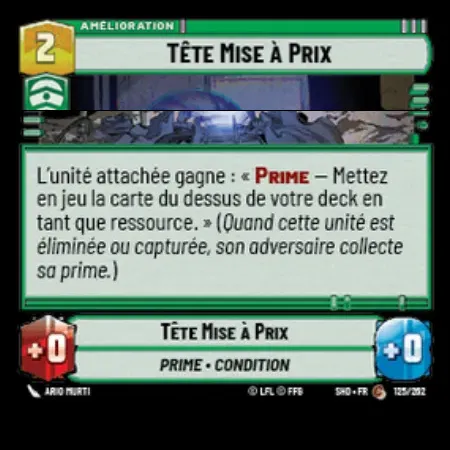 AMÉLIORATION
2
TÊTE MISE À PRIX
L'unité attachée gagne : « PRIME – Mettez
en jeu la carte du dessus de votre deck en
tant que ressource. » (Quand cette unité est
éliminée ou capturée, son adversaire collecte
sa prime.)
+0
TÊTE MISE À PRIX
+0
PRIME • CONDITION
ARIO MURTI
© LFL © FFG
SHD • FR
125/262